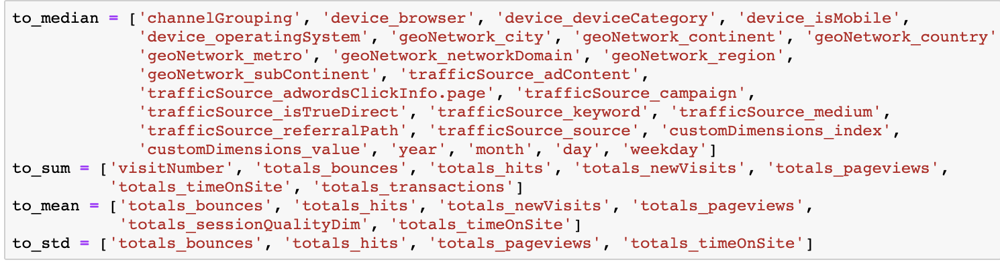 to_median = ['channelGrouping', 'device_browser', 'device_deviceCategory', 'device_isMobile',
'device_operatingSystem', 'geoNetwork_city', 'geoNetwork_continent', 'geoNetwork_country'
'geoNetwork_metro', 'geoNetwork_networkDomain', 'geoNetwork_region',
'geoNetwork_subContinent', 'trafficSource_adContent',
'trafficSource_adwordsClickInfo.page', 'trafficSource_campaign',
'trafficSource_isTrueDirect', 'trafficSource_keyword', 'trafficSource_medium',
'trafficSource_referralPath', 'trafficSource_source', 'customDimensions_index',
'customDimensions_value', 'year', 'month', 'day', 'weekday']
to_sum = ['visitNumber', 'totals_bounces', 'totals_hits', 'totals_newVisits', 'totals_pageviews',
'totals_timeOnSite', 'totals_transactions']
to_mean = ['totals_bounces', 'totals_hits', 'totals_newVisits', 'totals_pageviews',
'totals_sessionQualityDim', 'totals_timeOnSite']
to_std = ['totals_bounces', 'totals_hits', 'totals_pageviews', 'totals_timeOnSite']